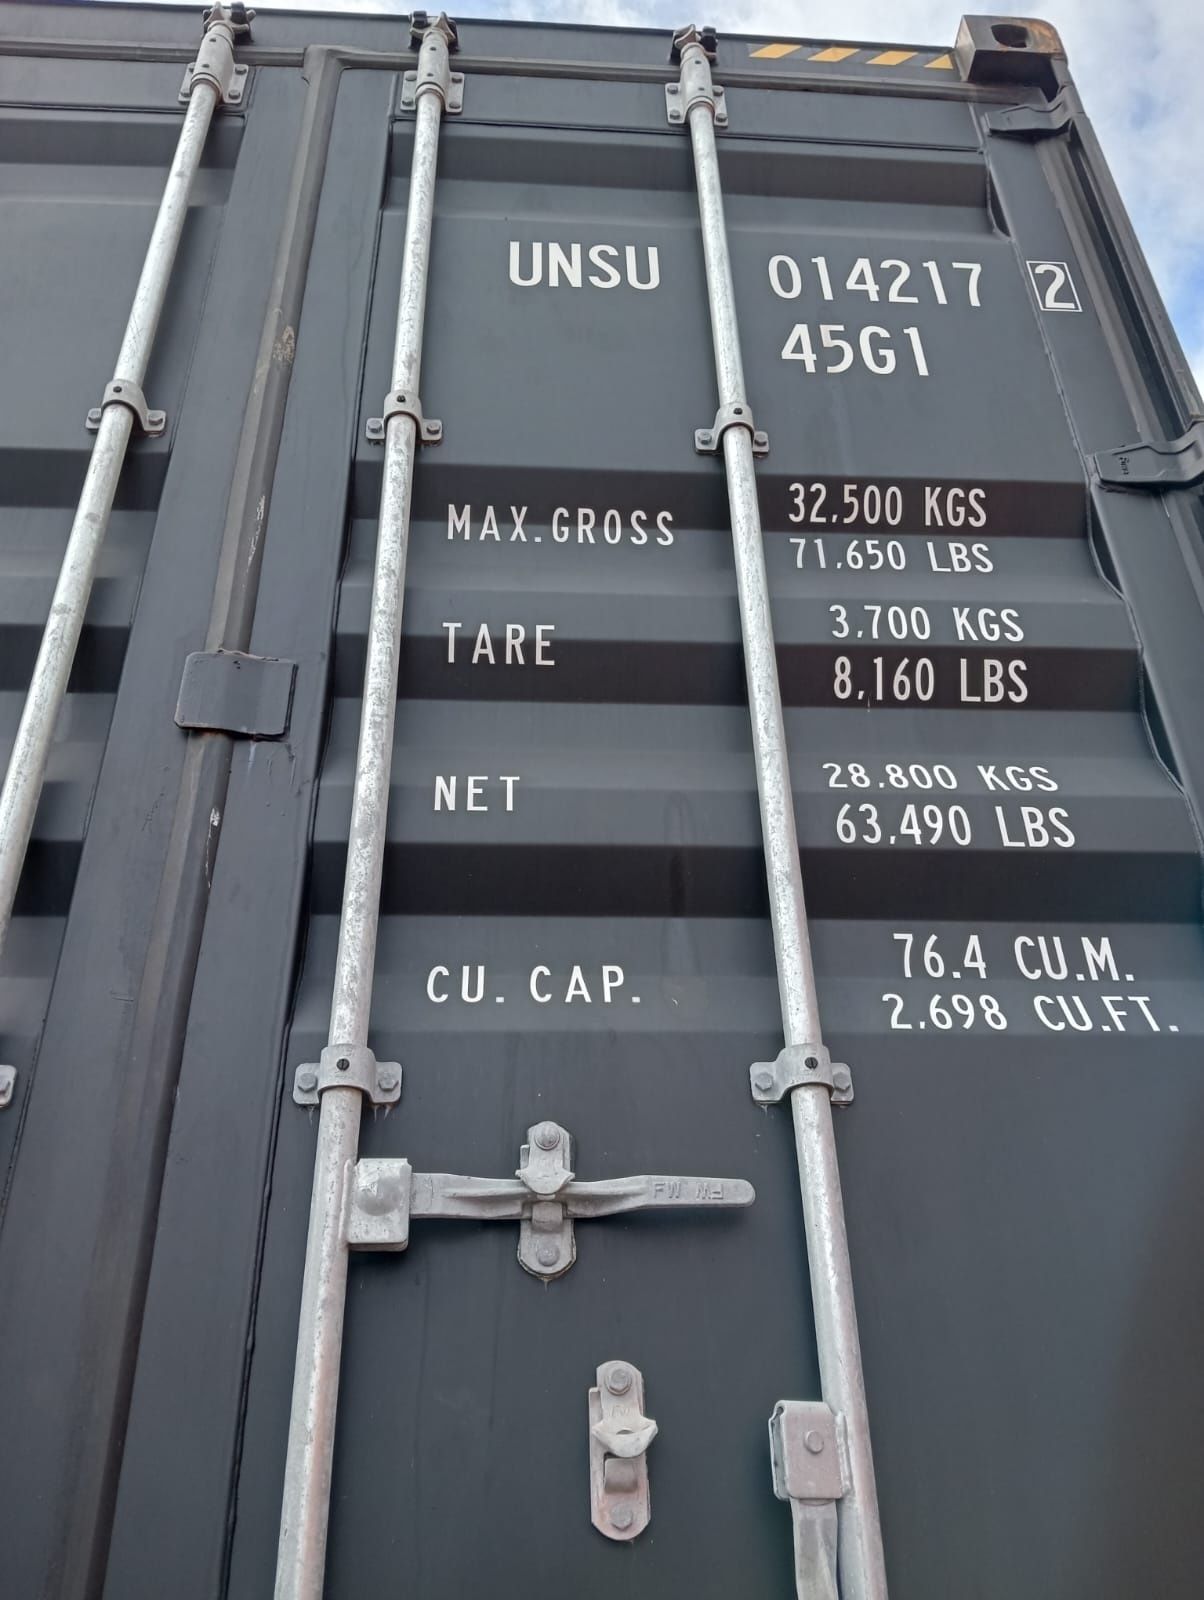 UNSU 014217 2
45G1
MAX.GROSS 32,500 KGS
71,650 LBS
TARE 3,700 KGS
8,160 LBS
NET 28,800 KGS
63,490 LBS
CU. CAP. 76.4 CU.M.
2,698 CU.FT.
FW